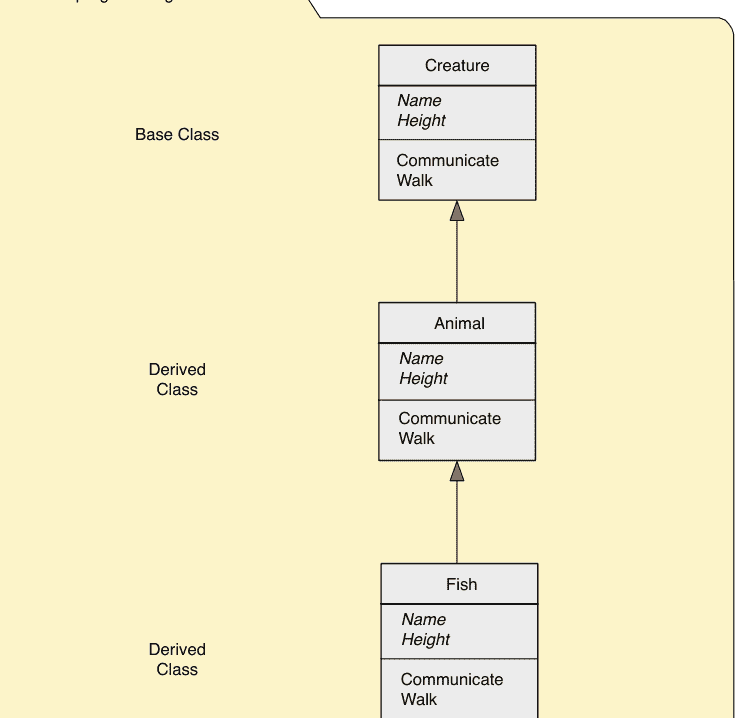 Creature
Name
Height
Base Class
Communicate
Walk
Animal
Name
Height
Derived
Class
Communicate
Walk
Fish
Name
Height
Derived
Class
Communicate
Walk